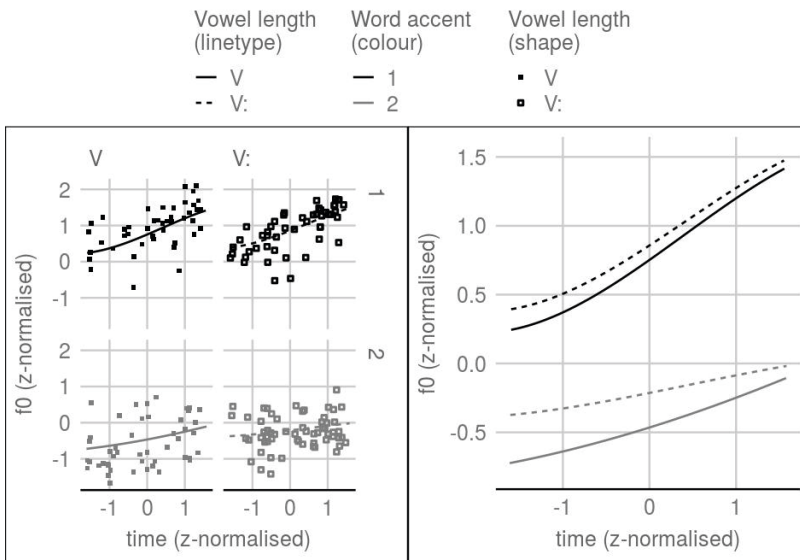 Vowel length Word accent Vowel length
(linetype) (colour) (shape)
V 1 V
V: 2 V:
V V:
1
2
1
0
-1
2
2
1
0
-1
-1 0 1 -1 0 1
time (z-normalised)
f0 (z-normalised)
1.5
1.0
0.5
0.0
-0.5
-1 0 1
time (z-normalised)
f0 (z-normalised)